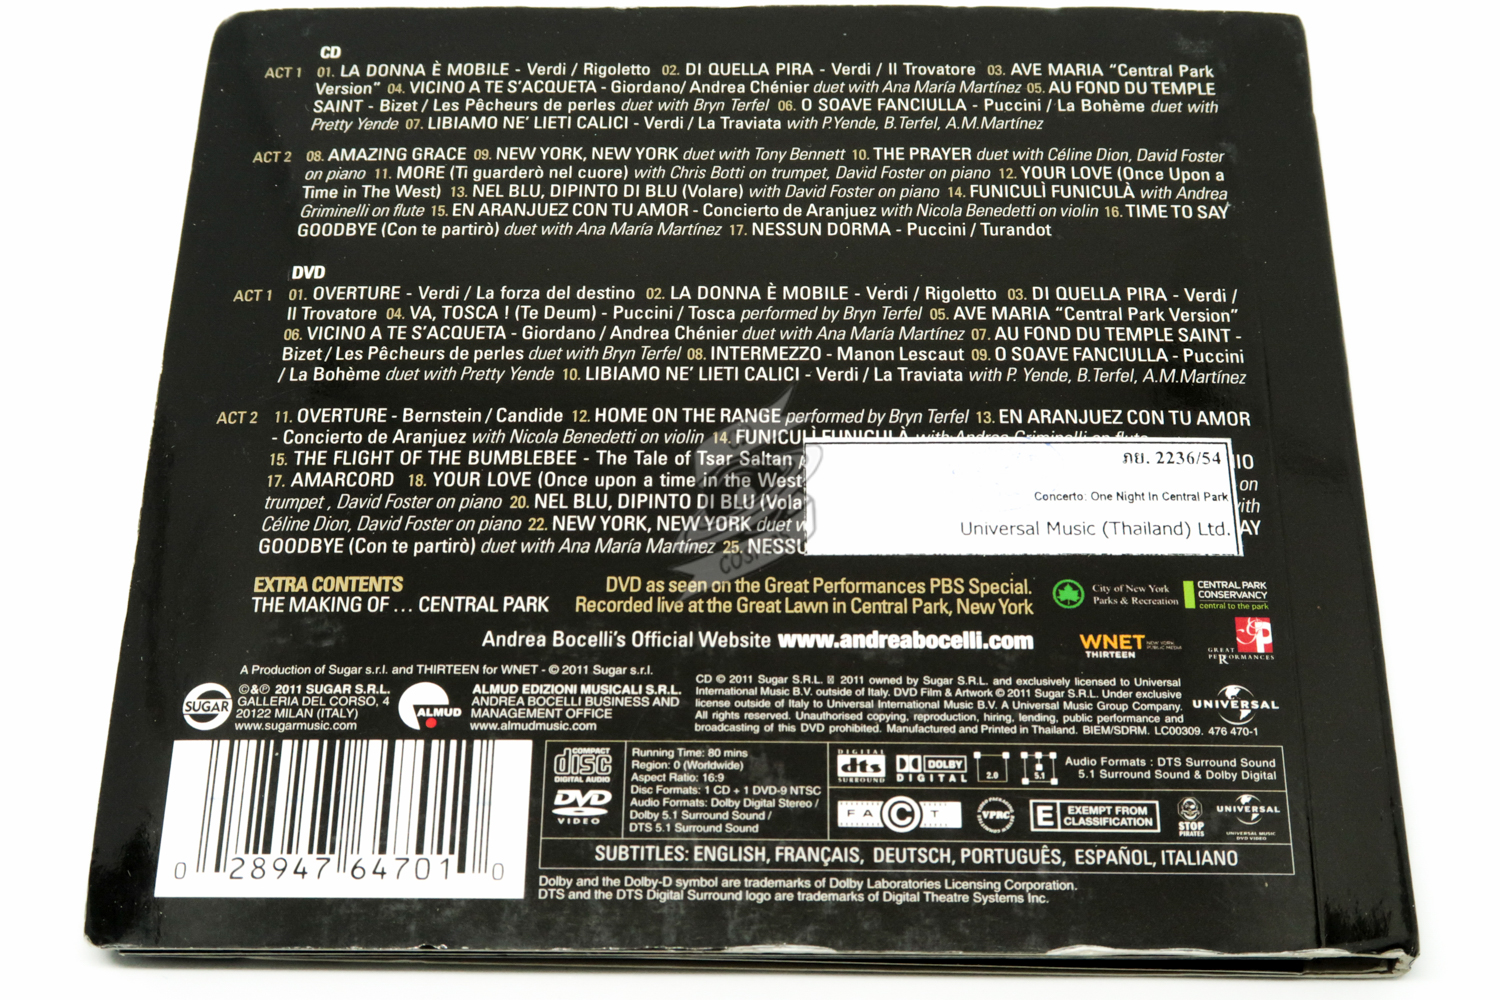 CD
ACT 1 01. LA DONNA È MOBILE - Verdi / Rigoletto 02. DI QUELLA PIRA - Verdi / Il Trovatore 03. AVE MARIA “Central Park
Version” 04. VICINO A TE S’ACQUETA - Giordano/ Andrea Chénier duet with Ana María Martínez 05. AU FOND DU TEMPLE
SAINT - Bizet / Les Pêcheurs de perles duet with Bryn Terfel 06. O SOAVE FANCIULLA - Puccini / La Bohème duet with
Pretty Yende 07. LIBIAMO NE’ LIETI CALICI - Verdi / La Traviata with P.Yende, B.Terfel, A.M.Martínez
ACT 2 08. AMAZING GRACE 09. NEW YORK, NEW YORK duet with Tony Bennett 10. THE PRAYER duet with Céline Dion, David Foster
on piano 11. MORE (Ti guarderò nel cuore) with Chris Botti on trumpet, David Foster on piano 12. YOUR LOVE (Once Upon a
Time in The West) 13. NEL BLU, DIPINTO DI BLU (Volare) with David Foster on piano 14. FUNICULÌ FUNICULÀ with Andrea
Griminelli on flute 15. EN ARANJUEZ CON TU AMOR - Concierto de Aranjuez with Nicola Benedetti on violin 16. TIME TO SAY
GOODBYE (Con te partirò) duet with Ana María Martínez 17. NESSUN DORMA - Puccini / Turandot
DVD
ACT 1 01. OVERTURE - Verdi / La forza del destino 02. LA DONNA È MOBILE - Verdi / Rigoletto 03. DI QUELLA PIRA - Verdi /
Il Trovatore 04. VA, TOSCA ! (Te Deum) - Puccini / Tosca performed by Bryn Terfel 05. AVE MARIA “Central Park Version”
06. VICINO A TE S’ACQUETA - Giordano / Andrea Chénier duet with Ana María Martínez 07. AU FOND DU TEMPLE SAINT -
Bizet / Les Pêcheurs de perles duet with Bryn Terfel 08. INTERMEZZO - Manon Lescaut 09. O SOAVE FANCIULLA - Puccini
/ La Bohème duet with Pretty Yende 10. LIBIAMO NE’ LIETI CALICI - Verdi / La Traviata with P. Yende, B.Terfel, A.M.Martínez
ACT 2 11. OVERTURE - Bernstein / Candide 12. HOME ON THE RANGE performed by Bryn Terfel 13. EN ARANJUEZ CON TU AMOR
- Concierto de Aranjuez with Nicola Benedetti on violin 14. FUNICULÌ FUNICULÀ with Andrea Griminelli on flute
15. THE FLIGHT OF THE BUMBLEBEE - The Tale of Tsar Saltan
17. AMARCORD 18. YOUR LOVE (Once upon a time in the West
trumpet , David Foster on piano 20. NEL BLU, DIPINTO DI BLU
Céline Dion, David Foster on piano 22. NEW YORK, NEW YORK duet
GOODBYE (Con te partirò) duet with Ana María Martínez 25.
ภย. 2236/54
Concerto: One Night In Central Park
Universal Music (Thailand) Ltd.
EXTRA CONTENTS
THE MAKING OF ... CENTRAL PARK
DVD as seen on the Great Performances PBS Special.
Recorded live at the Great Lawn in Central Park, New York
City of New York
Parks & Recreation
CENTRAL PARK
CONSERVANCY
central to the park
Andrea Bocelli’s Official Website www.andreabocelli.com
WNET
THIRTEEN
NEW YORK
PUBLIC MEDIA
GP
GREAT
PERFORMANCES
A Production of Sugar s.r.l. and THIRTEEN for WNET - © 2011 Sugar s.r.l.
SUGAR
©&℗ 2011 SUGAR S.R.L.
GALLERIA DEL CORSO, 4
20122 MILAN (ITALY)
www.sugarmusic.com
ALMUD
ALMUD EDIZIONI MUSICALI S.R.L.
ANDREA BOCELLI BUSINESS AND
MANAGEMENT OFFICE
www.almudmusic.com
CD © 2011 Sugar S.R.L. 2011 owned by Sugar S.R.L. and exclusively licensed to Universal
International Music B.V. outside of Italy. DVD Film & Artwork © 2011 Sugar S.R.L. Under exclusive
license outside of Italy to Universal International Music B.V. A Universal Music Group Company.
All rights reserved. Unauthorised copying, reproduction, hiring, lending, public performance and
broadcasting of this DVD prohibited. Manufactured and Printed in Thailand. BIEM/SDRM. LC00309. 476 470-1
UNIVERSAL
0 28947 64701 0
COMPACT
disc
DIGITAL AUDIO
DVD
VIDEO
Running Time: 80 mins
Region: 0 (Worldwide)
Aspect Ratio: 16:9
Disc Formats: 1 CD + 1 DVD-9 NTSC
Audio Formats: Dolby Digital Stereo /
Dolby 5.1 Surround Sound /
DTS 5.1 Surround Sound
DIGITAL
dts
SURROUND
DOLBY
DIGITAL
2.0
5.1
Audio Formats : DTS Surround Sound
5.1 Surround Sound & Dolby Digital
FACT
VPRC
E EXEMPT FROM
CLASSIFICATION
STOP
PIRATES
UNIVERSAL
UNIVERSAL MUSIC
DVD VIDEO
SUBTITLES: ENGLISH, FRANÇAIS, DEUTSCH, PORTUGUÊS, ESPAÑOL, ITALIANO
Dolby and the Dolby-D symbol are trademarks of Dolby Laboratories Licensing Corporation.
DTS and the DTS Digital Surround logo are trademarks of Digital Theatre Systems Inc.